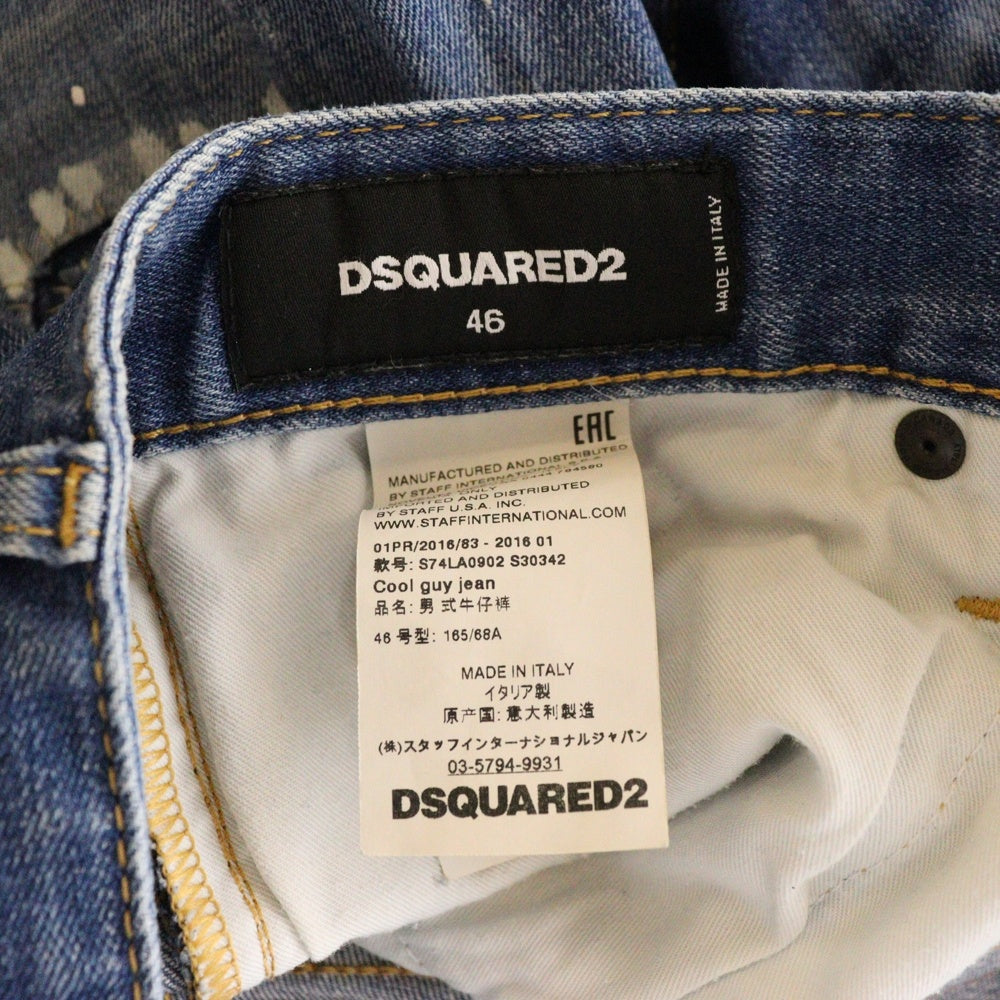 DSQUARED2
46
MADE IN ITALY
EAC
MANUFACTURED AND DISTRIBUTED
BY STAFF INTERNATIONAL S.P.A.
IMPORTED AND DISTRIBUTED
BY STAFF U.S.A. INC.
WWW.STAFFINTERNATIONAL.COM
01PR/2016/83 - 2016 01
款号: S74LA0902 S30342
Cool guy jean
品名: 男式牛仔裤
46 号型: 165/68A
MADE IN ITALY
イタリア製
原产国: 意大利製造
(株)スタッフインターナショナルジャパン
03-5794-9931
DSQUARED2